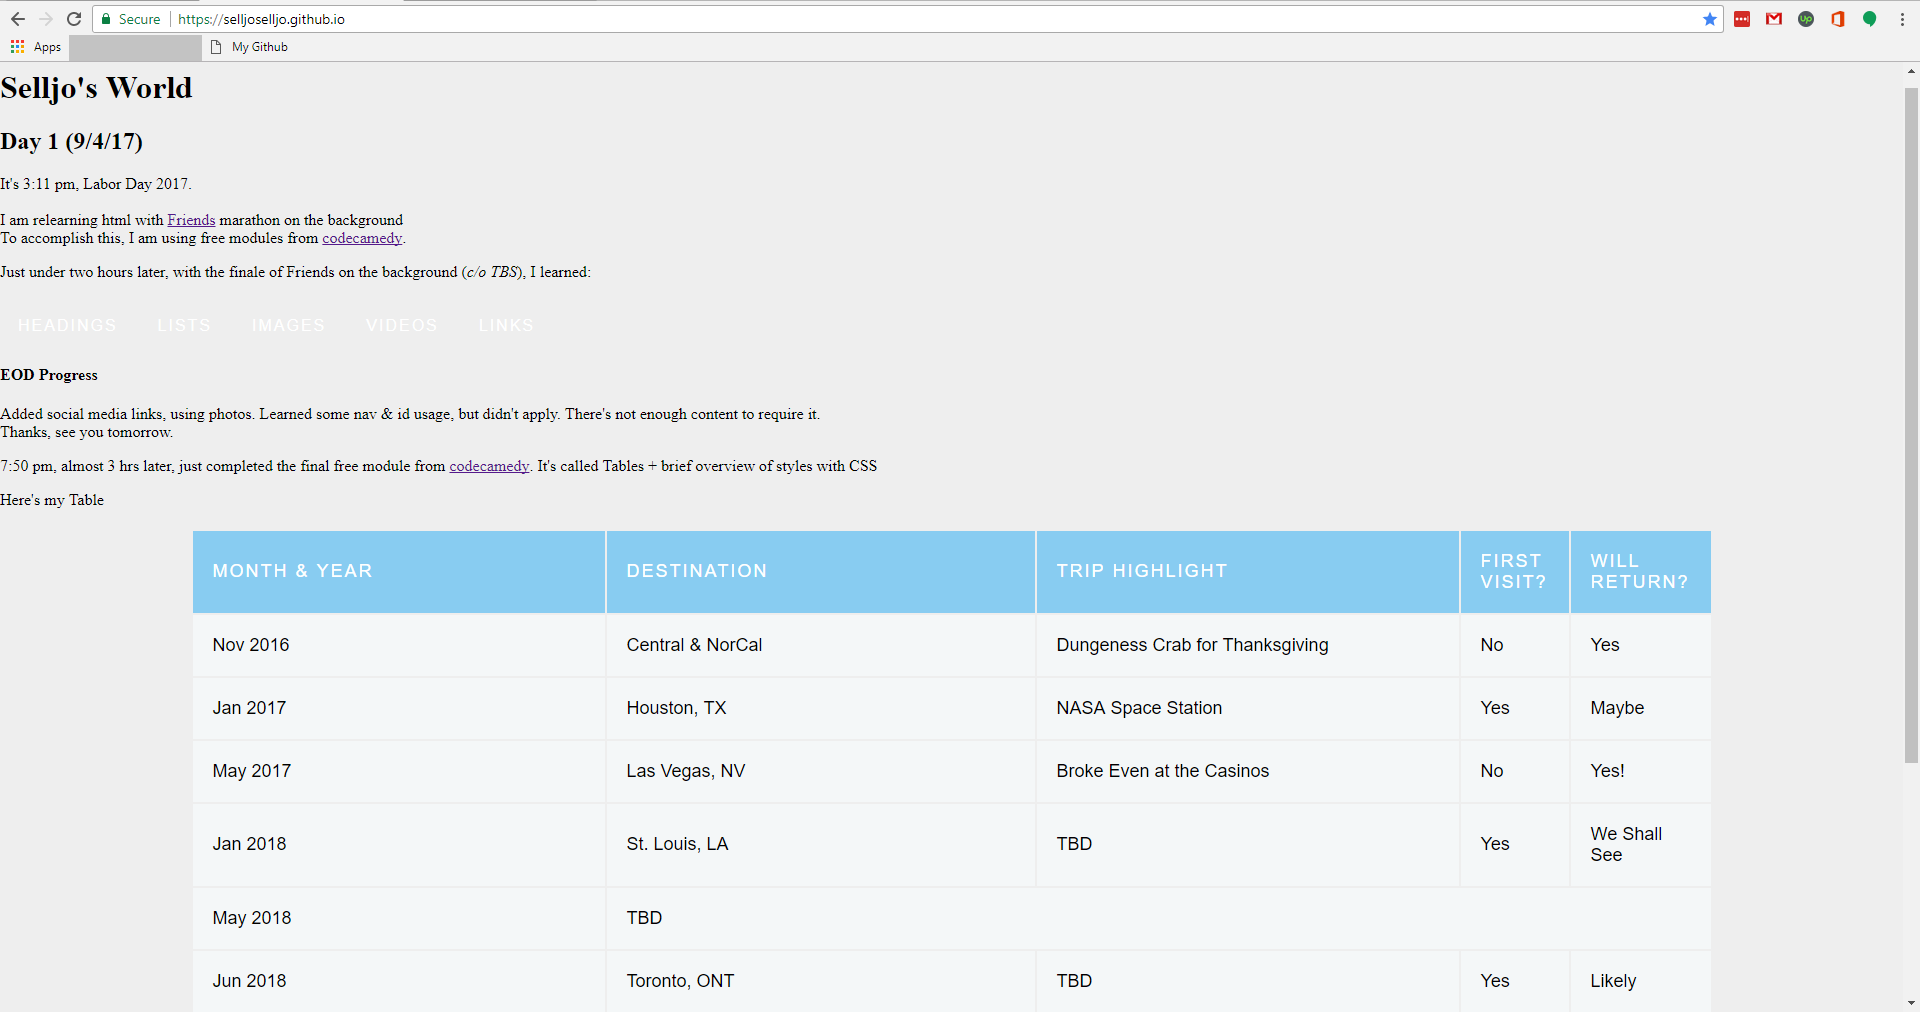 Secure https://selljoselljo.github.io
Apps My Github
Selljo's World
Day 1 (9/4/17)
It's 3:11 pm, Labor Day 2017.
I am relearning html with Friends marathon on the background
To accomplish this, I am using free modules from codecamedy.
Just under two hours later, with the finale of Friends on the background (c/o TBS), I learned:
HEADINGS LISTS IMAGES VIDEOS LINKS
EOD Progress
Added social media links, using photos. Learned some nav & id usage, but didn't apply. There's not enough content to require it.
Thanks, see you tomorrow.
7:50 pm, almost 3 hrs later, just completed the final free module from codecamedy. It's called Tables + brief overview of styles with CSS
Here's my Table
MONTH & YEAR DESTINATION TRIP HIGHLIGHT FIRST VISIT? WILL RETURN?
Nov 2016 Central & NorCal Dungeness Crab for Thanksgiving No Yes
Jan 2017 Houston, TX NASA Space Station Yes Maybe
May 2017 Las Vegas, NV Broke Even at the Casinos No Yes!
Jan 2018 St. Louis, LA TBD Yes We Shall See
May 2018 TBD
Jun 2018 Toronto, ONT TBD Yes Likely